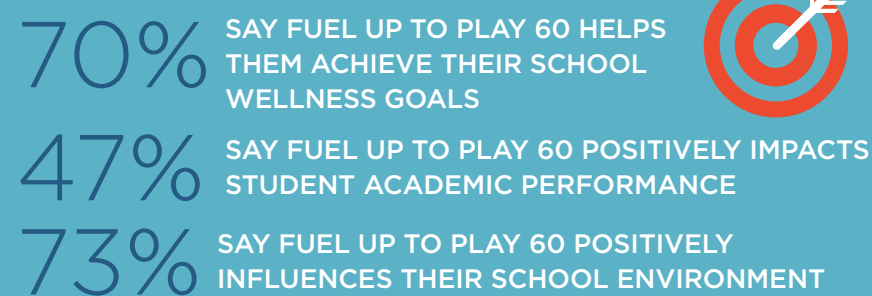 70% SAY FUEL UP TO PLAY 60 HELPS
THEM ACHIEVE THEIR SCHOOL
WELLNESS GOALS
47% SAY FUEL UP TO PLAY 60 POSITIVELY IMPACTS
STUDENT ACADEMIC PERFORMANCE
73% SAY FUEL UP TO PLAY 60 POSITIVELY
INFLUENCES THEIR SCHOOL ENVIRONMENT